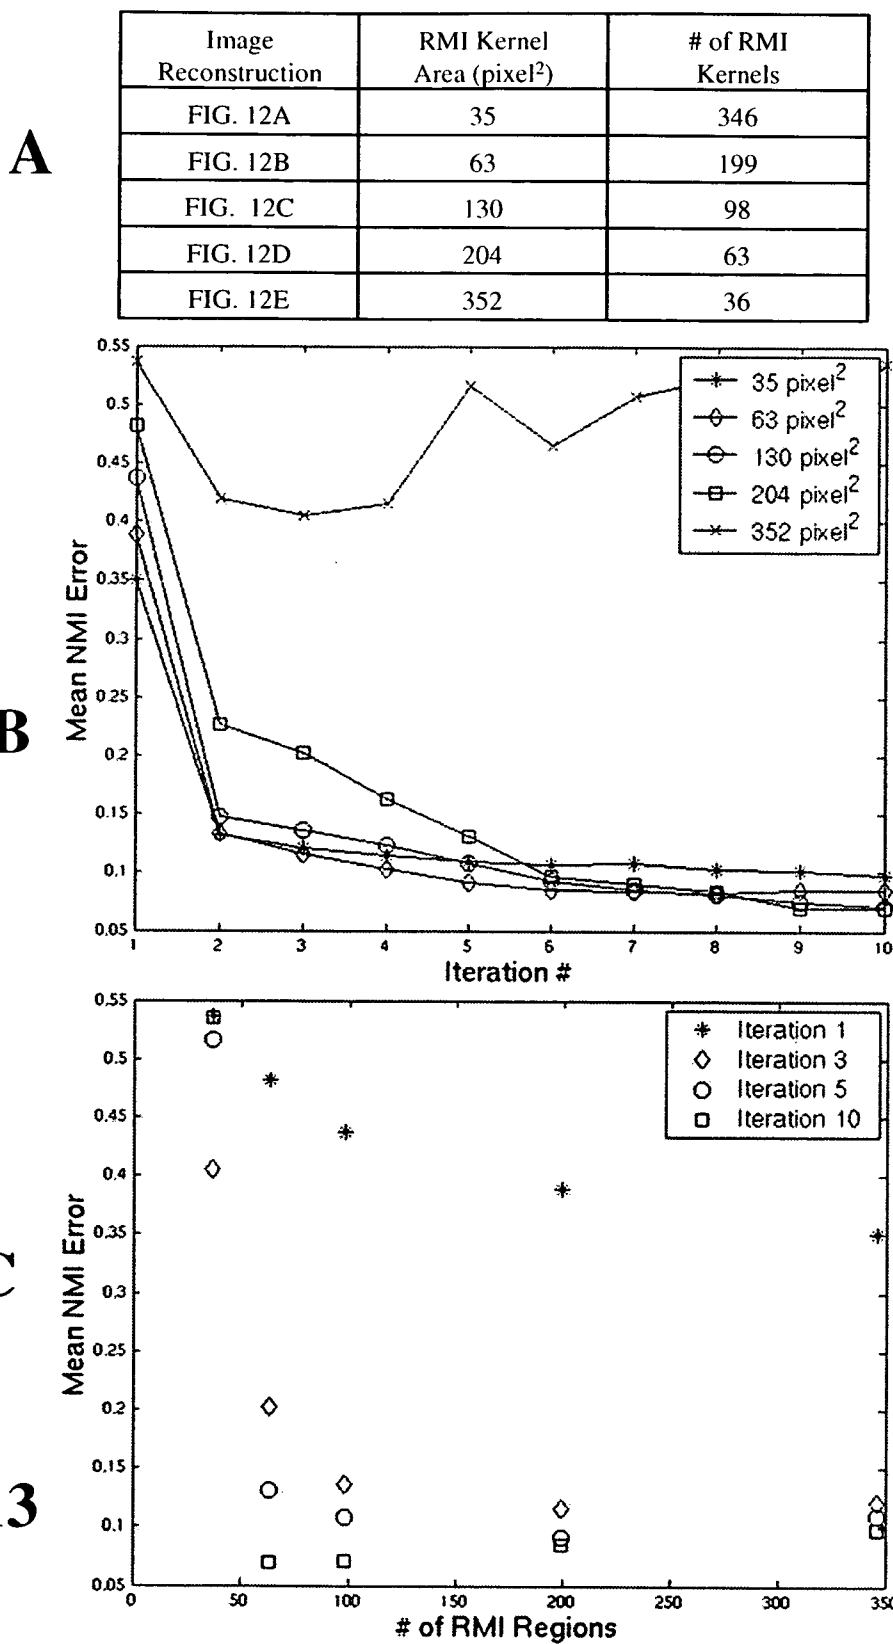 Image Reconstruction	RMI Kernel Area (pixel²)	# of RMI Kernels
FIG. 12A	35	346
FIG. 12B	63	199
FIG. 12C	130	98
FIG. 12D	204	63
FIG. 12E	352	36
A
0.55
0.5
0.45
0.4
0.35
0.3
0.25
0.2
0.15
0.1
0.05
Mean NMI Error
35 pixel²
63 pixel²
130 pixel²
204 pixel²
352 pixel²
B
1 2 3 4 5 6 7 8 9 10
Iteration #
0.55
0.5
0.45
0.4
0.35
0.3
0.25
0.2
0.15
0.1
0.05
Mean NMI Error
Iteration 1
Iteration 3
Iteration 5
Iteration 10
C
3
0 50 100 150 200 250 300 350
# of RMI Regions